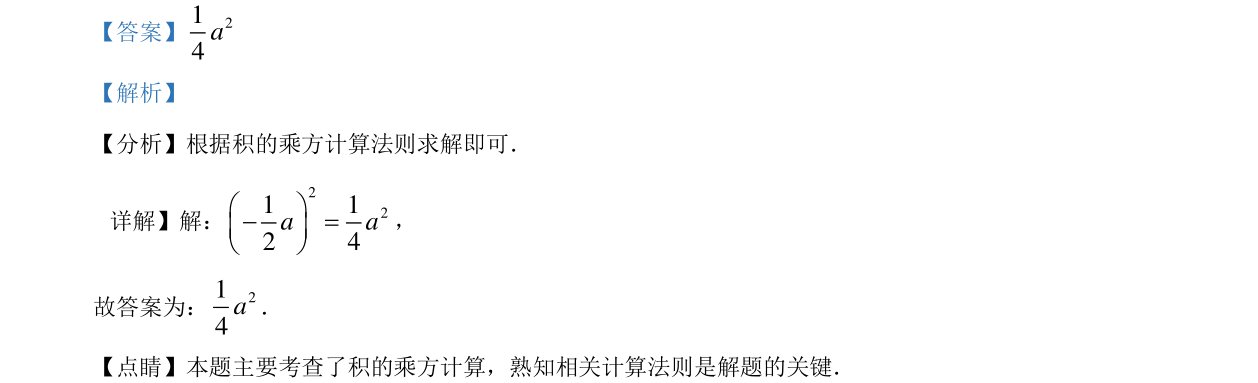 【答案】$\frac{1}{4}a^2$
【解析】
【分析】根据积的乘方计算法则求解即可．
详解】解：$\left(-\frac{1}{2}a\right)^2=\frac{1}{4}a^2$，
故答案为：$\frac{1}{4}a^2$．
【点睛】本题主要考查了积的乘方计算，熟知相关计算法则是解题的关键．